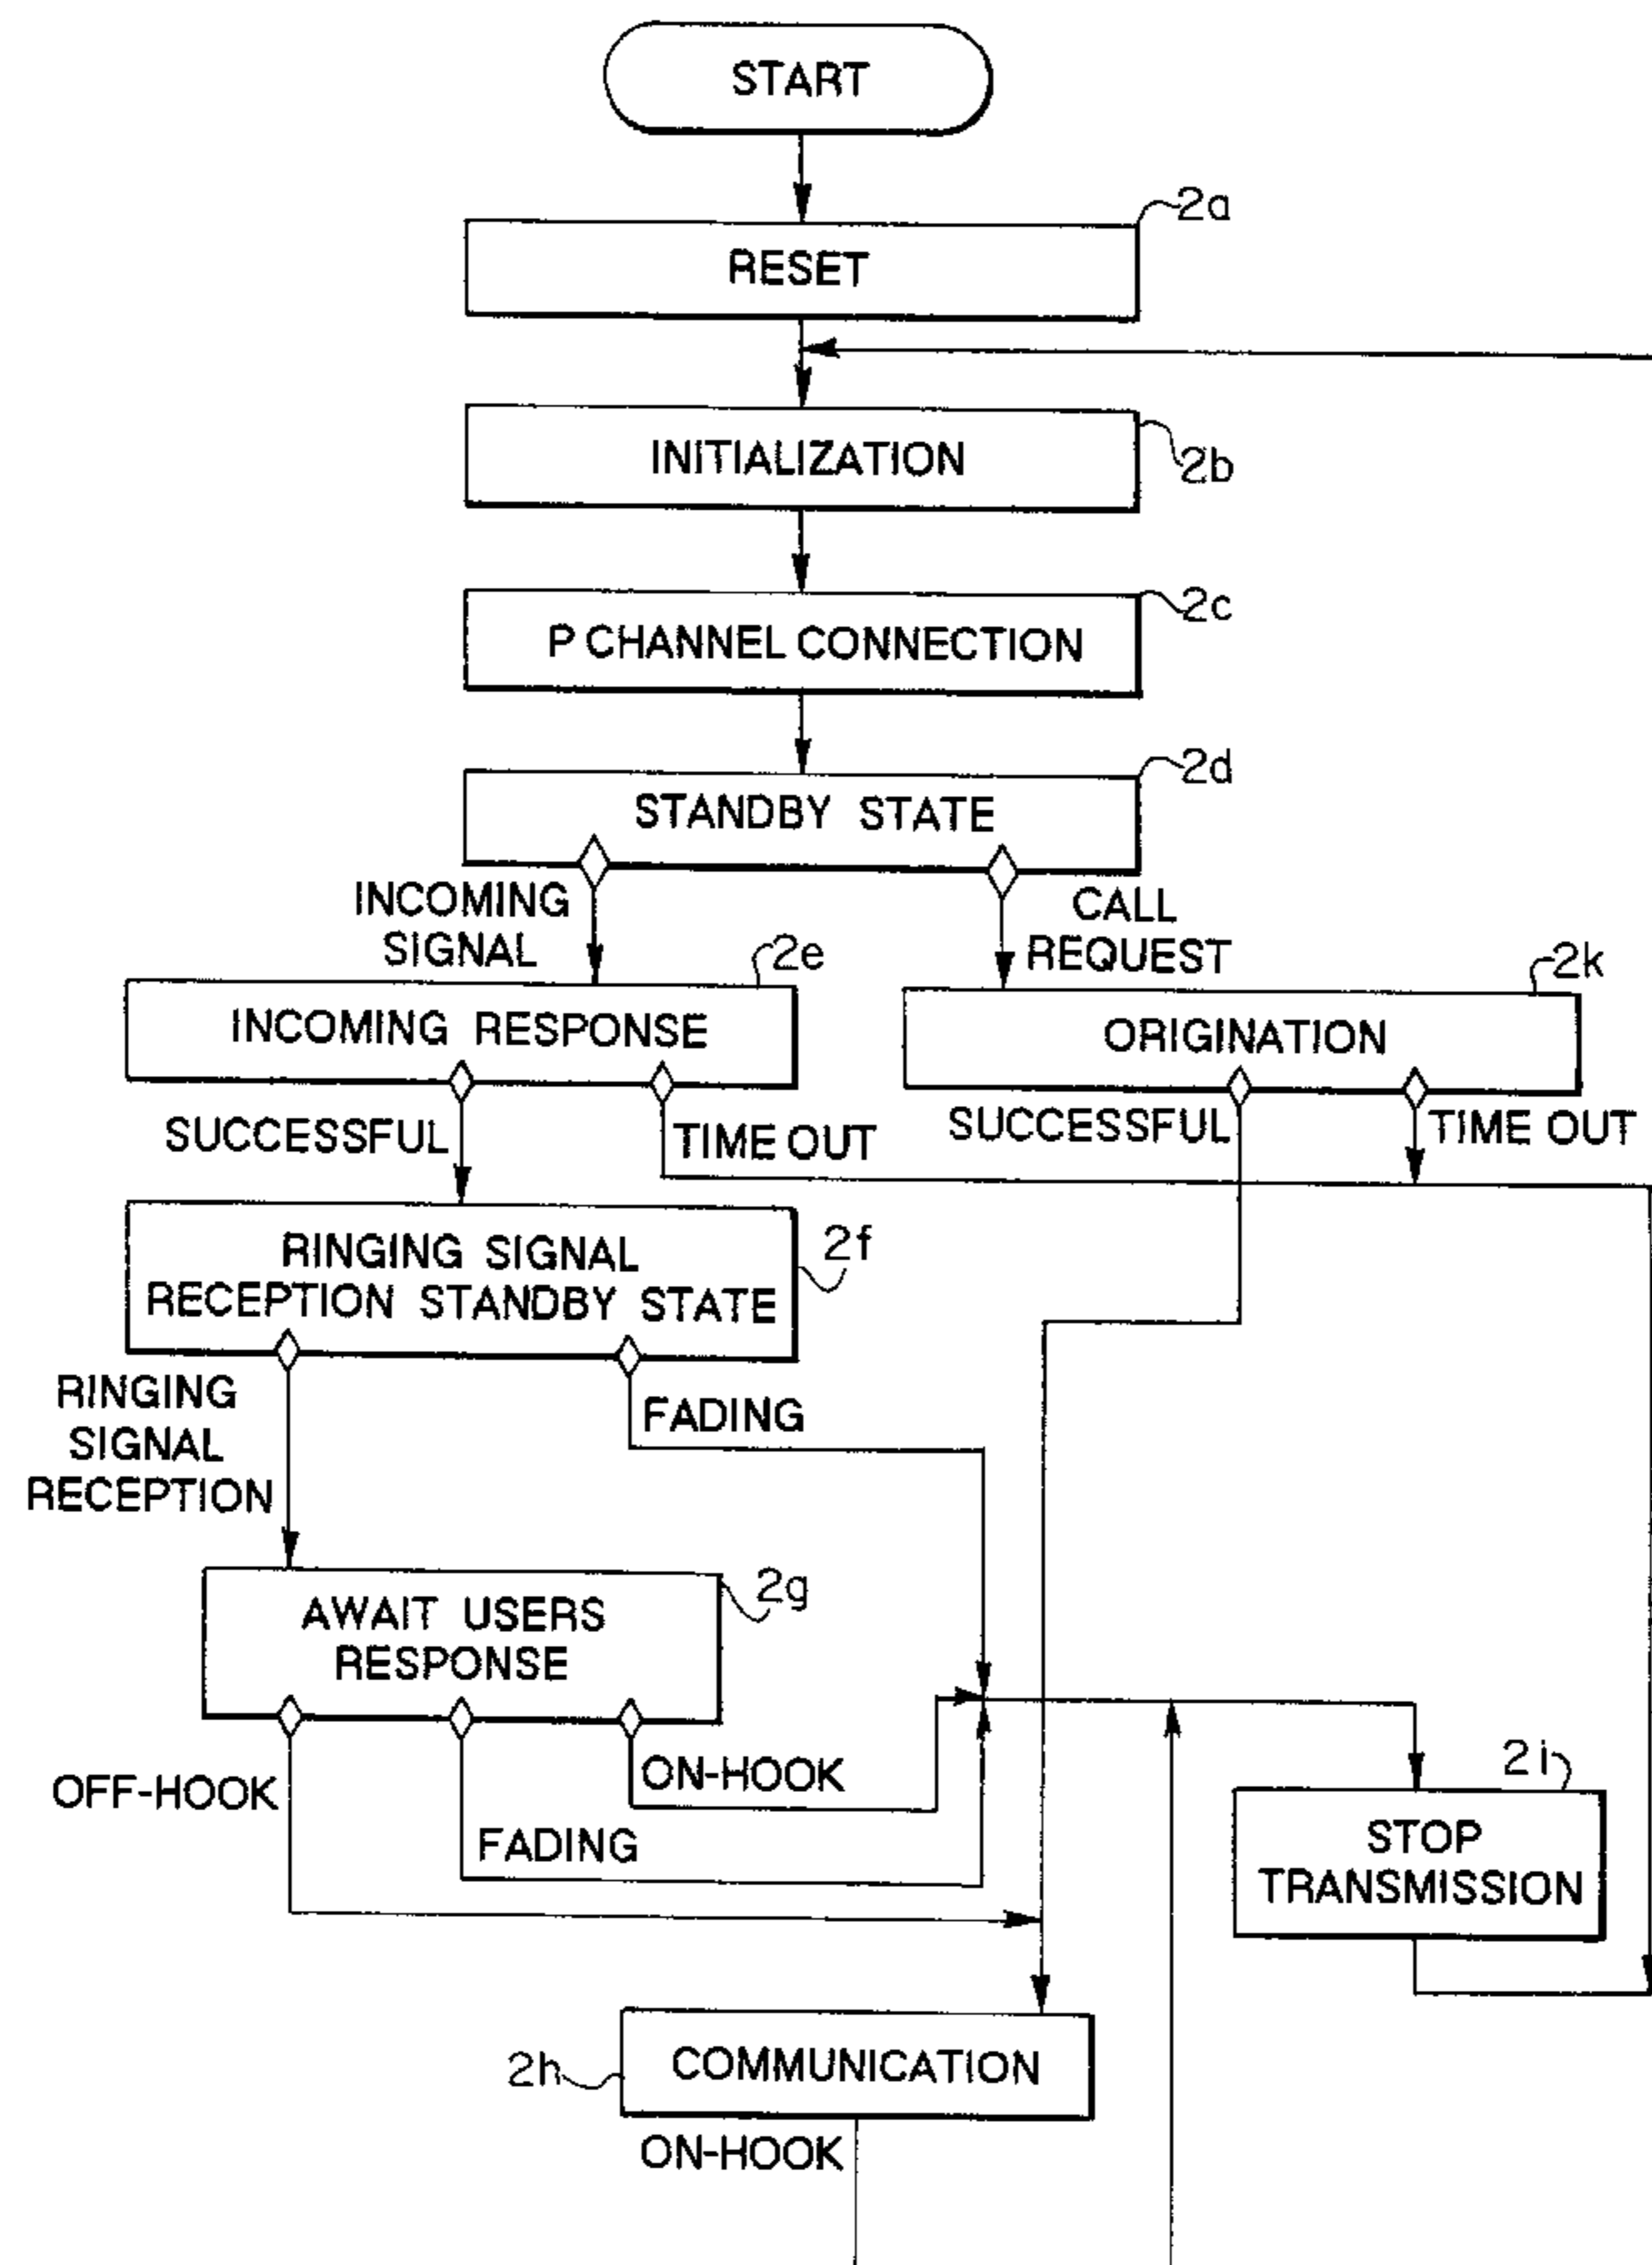 START
2a
RESET
INITIALIZATION
2b
2c
P CHANNEL CONNECTION
2d
STANDBY STATE
INCOMING
SIGNAL
CALL
REQUEST
2e
2k
INCOMING RESPONSE
ORIGINATION
SUCCESSFUL
TIME OUT
SUCCESSFUL
TIME OUT
RINGING SIGNAL
RECEPTION STANDBY STATE
2f
RINGING
SIGNAL
RECEPTION
FADING
2g
AWAIT USERS
RESPONSE
OFF-HOOK
ON-HOOK
FADING
2i
STOP
TRANSMISSION
2h
COMMUNICATION
ON-HOOK